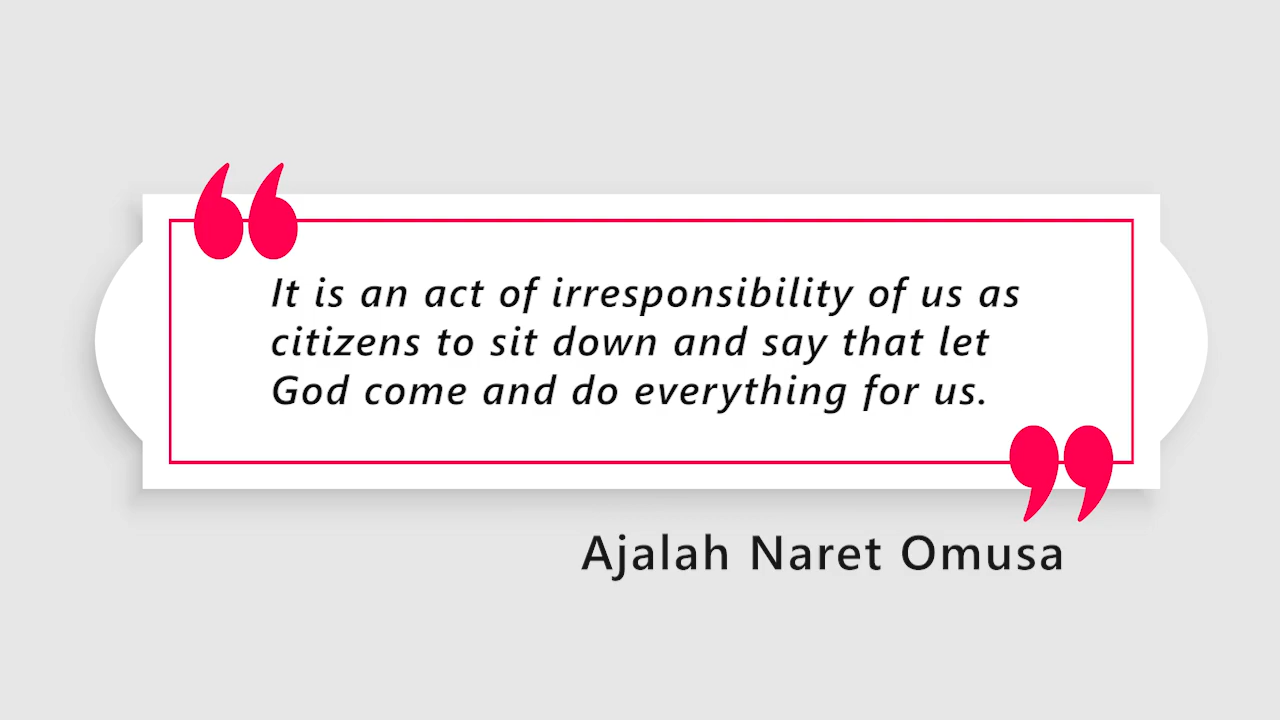 It is an act of irresponsibility of us as
citizens to sit down and say that let
God come and do everything for us.
Ajalah Naret Omusa